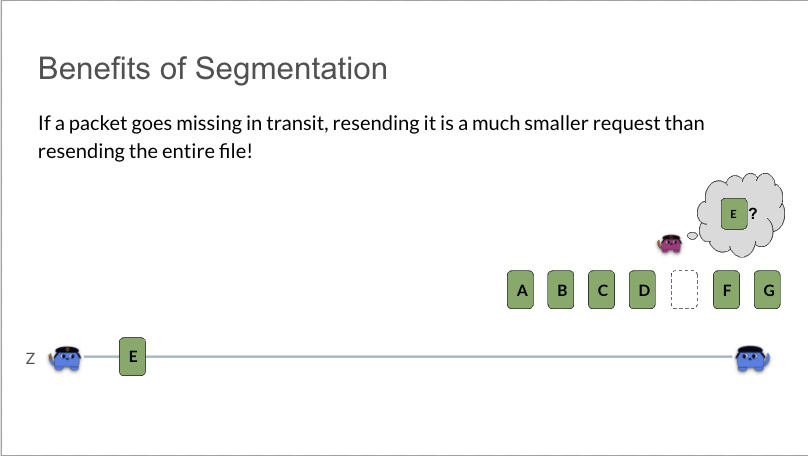 Benefits of Segmentation
If a packet goes missing in transit, resending it is a much smaller request than
resending the entire file!
E ?
A B C D F G
Z E